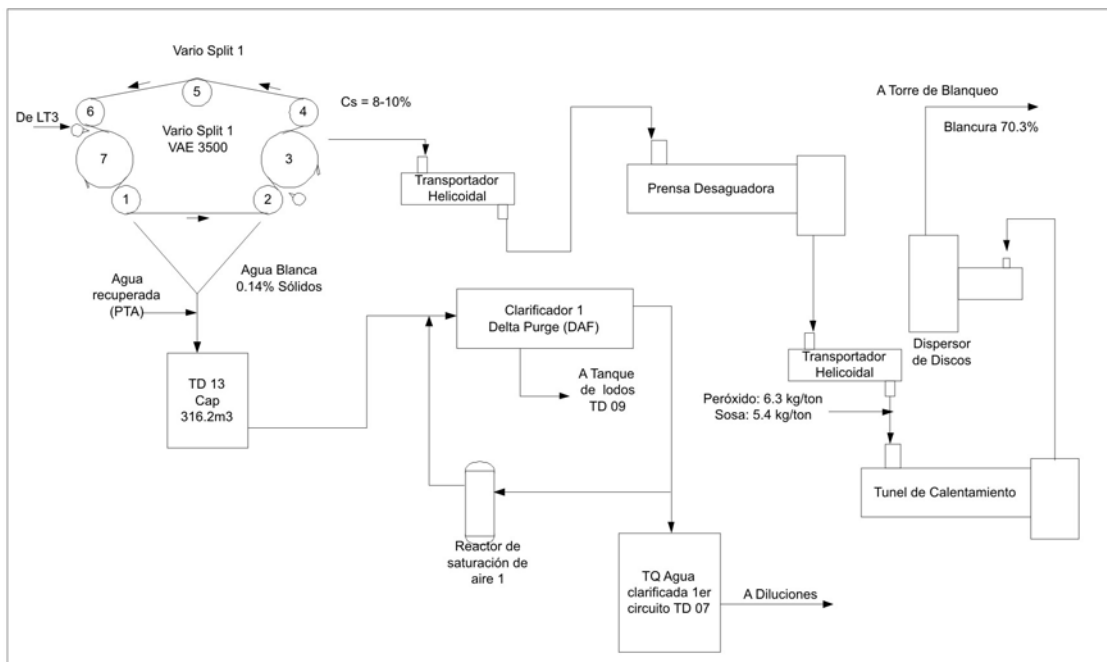 Vario Split 1
5
6
4
De LT3
Vario Split 1
VAE 3500
7
3
1
2
Cs = 8-10%
Transportador
Helicoidal
Prensa Desaguadora
A Torre de Blanqueo
Blancura 70.3%
Dispersor
de Discos
Agua
recuperada
(PTA)
Agua Blanca
0.14% Sólidos
TD 13
Cap
316.2m3
Clarificador 1
Delta Purge (DAF)
A Tanque
de lodos
TD 09
Transportador
Helicoidal
Peróxido: 6.3 kg/ton
Sosa: 5.4 kg/ton
Tunel de Calentamiento
Reactor de
saturación de
aire 1
TQ Agua
clarificada 1er
circuito TD 07
A Diluciones